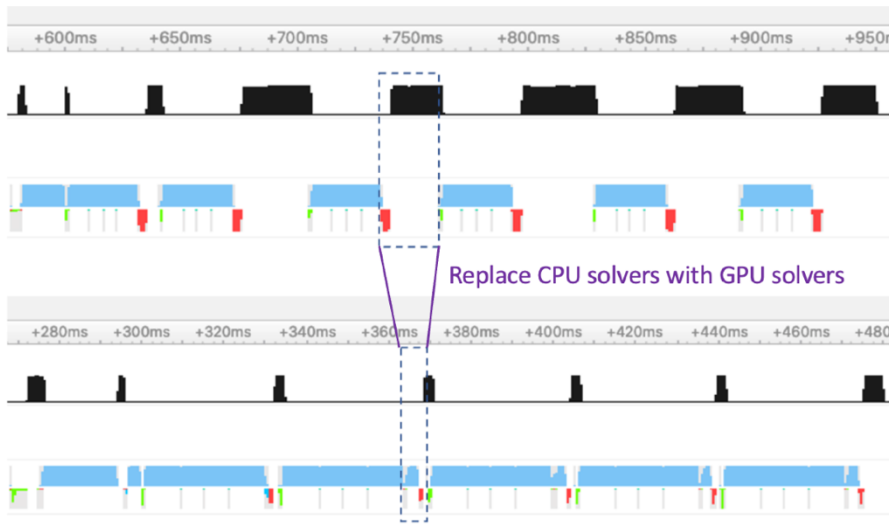 +600ms +650ms +700ms +750ms +800ms +850ms +900ms +950m
Replace CPU solvers with GPU solvers
+280ms +300ms +320ms +340ms +360ms +380ms +400ms +420ms +440ms +460ms +480